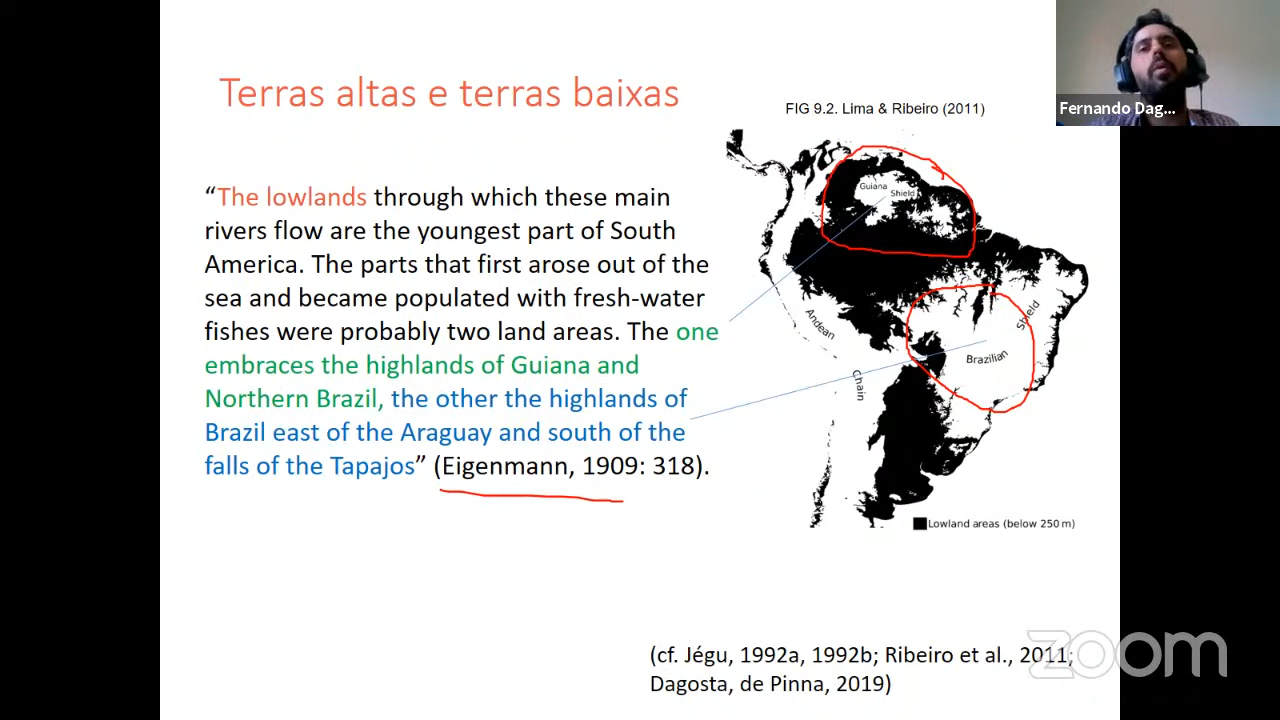 Terras altas e terras baixas
“The lowlands through which these main
rivers flow are the youngest part of South
America. The parts that first arose out of the
sea and became populated with fresh-water
fishes were probably two land areas. The one
embraces the highlands of Guiana and
Northern Brazil, the other the highlands of
Brazil east of the Araguay and south of the
falls of the Tapajos” (Eigenmann, 1909: 318).
FIG 9.2. Lima & Ribeiro (2011)
Guiana
Shield
Andean
Chain
Brazilian
Shield
Lowland areas (below 250 m)
(cf. Jégu, 1992a, 1992b; Ribeiro et al., 2011;
Dagosta, de Pinna, 2019)
Fernando Dag...
zoom